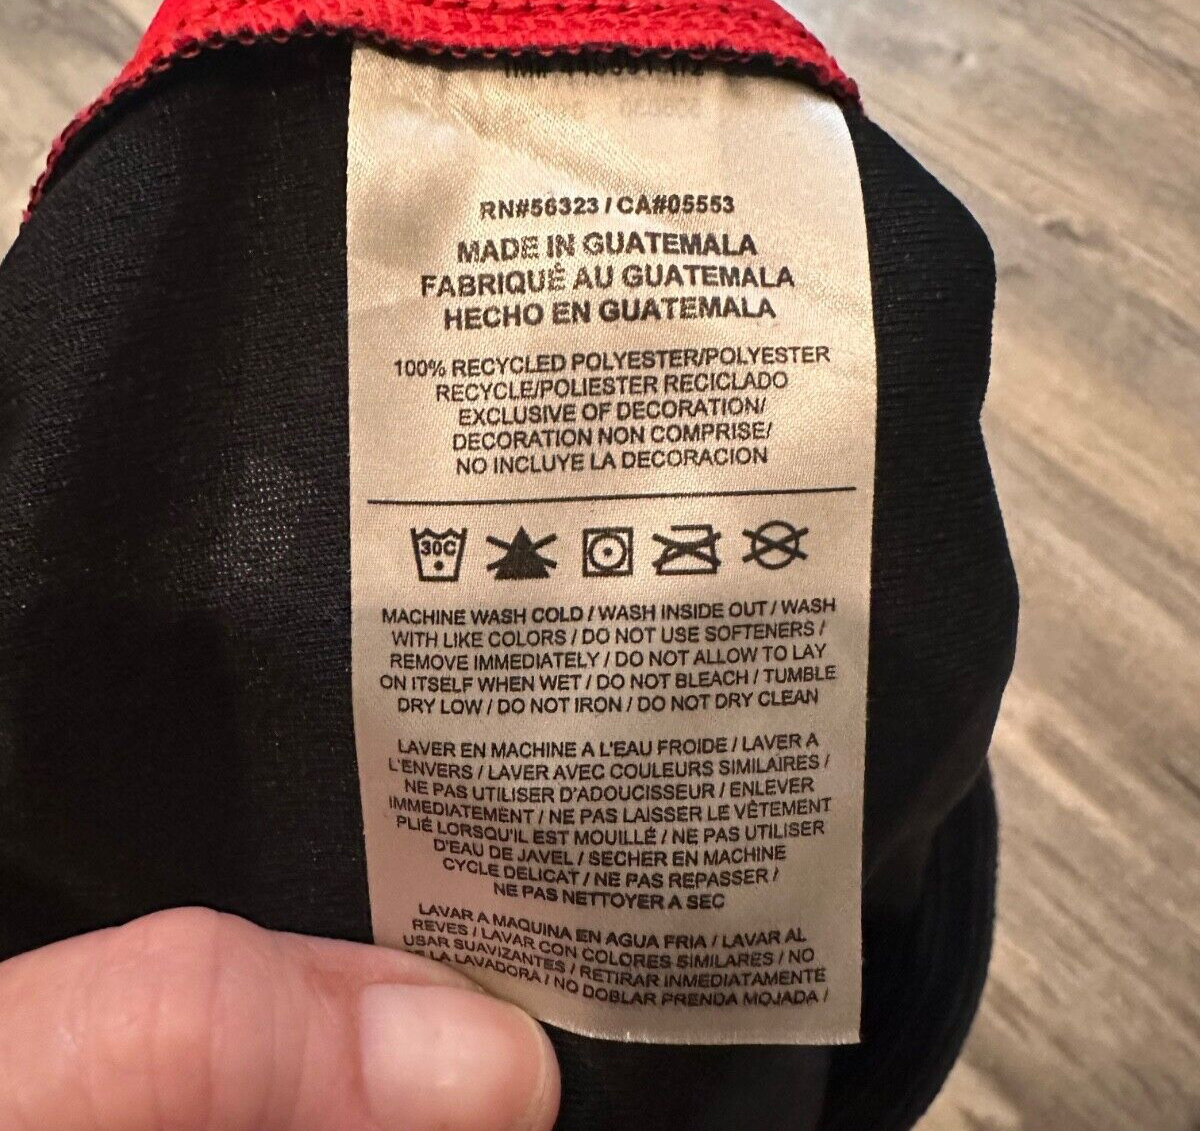 RN#56323 / CA#05553
MADE IN GUATEMALA
FABRIQUÉ AU GUATEMALA
HECHO EN GUATEMALA
100% RECYCLED POLYESTER/POLYESTER
RECYCLE/POLIESTER RECICLADO
EXCLUSIVE OF DECORATION/
DECORATION NON COMPRISE/
NO INCLUYE LA DECORACION
30C
MACHINE WASH COLD / WASH INSIDE OUT / WASH
WITH LIKE COLORS / DO NOT USE SOFTENERS /
REMOVE IMMEDIATELY / DO NOT ALLOW TO LAY
ON ITSELF WHEN WET / DO NOT BLEACH / TUMBLE
DRY LOW / DO NOT IRON / DO NOT DRY CLEAN
LAVER EN MACHINE A L'EAU FROIDE / LAVER A
L'ENVERS / LAVER AVEC COULEURS SIMILAIRES /
NE PAS UTILISER D'ADOUCISSEUR / ENLEVER
IMMEDIATEMENT / NE PAS LAISSER LE VÊTEMENT
PLIÉ LORSQU'IL EST MOUILLÉ / NE PAS UTILISER
D'EAU DE JAVEL / SECHER EN MACHINE
CYCLE DELICAT / NE PAS REPASSER /
NE PAS NETTOYER A SEC
LAVAR A MAQUINA EN AGUA FRIA / LAVAR AL
REVES / LAVAR CON COLORES SIMILARES / NO
USAR SUAVIZANTES / RETIRAR INMEDIATAMENTE
LA LAVADORA / NO DOBLAR PRENDA MOJADA /